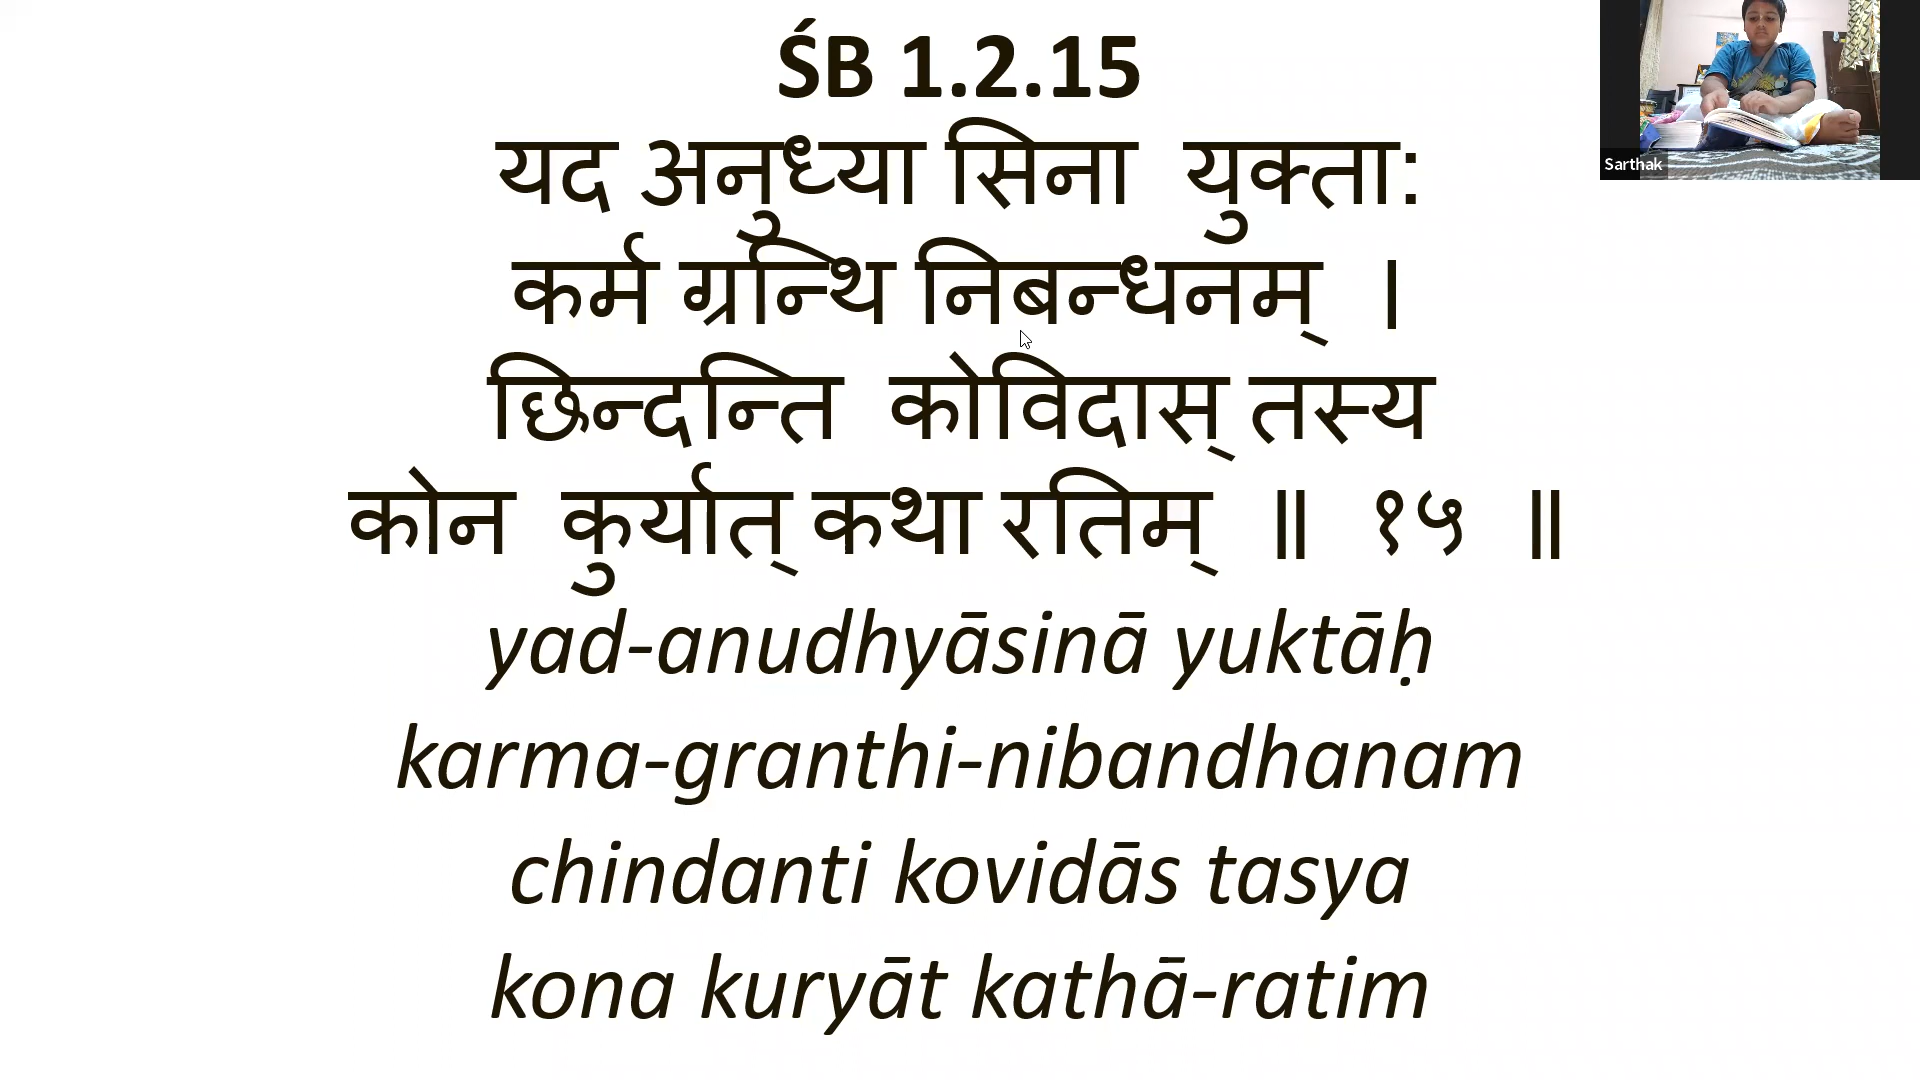 ŚB 1.2.15
यद अनुध्या सिना युक्ता:
कर्म ग्रन्थि निबन्धनम् ।
छिन्दन्ति कोविदास् तस्य
कोन कुर्यात् कथा रतिम् ॥ १५ ॥
yad-anudhyāsinā yuktāḥ
karma-granthi-nibandhanam
chindanti kovidās tasya
kona kuryāt kathā-ratim
Sarthak